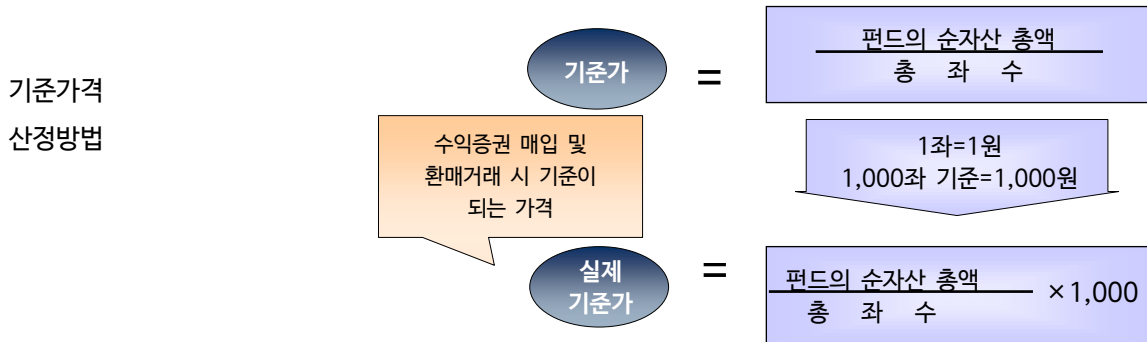 기준가격
산정방법
기준가
=
펀드의 순자산 총액
총 좌 수
수익증권 매입 및
환매거래 시 기준이
되는 가격
1좌=1원
1,000좌 기준=1,000원
실제
기준가
=
펀드의 순자산 총액
총 좌 수
×1,000